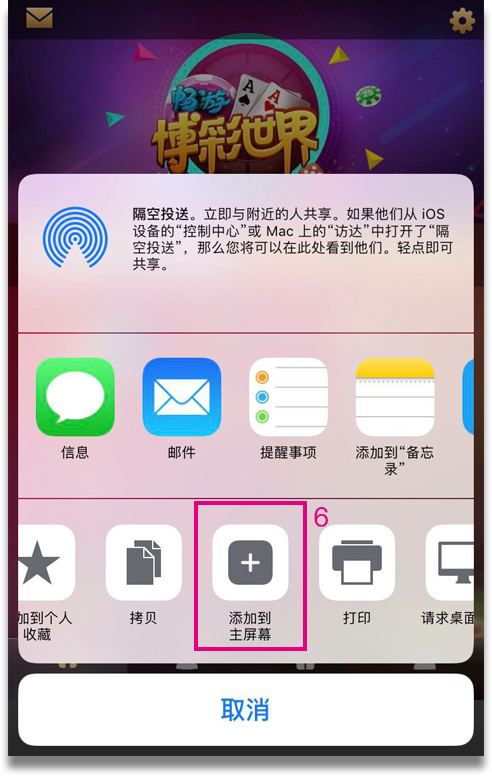 畅游
博彩世界
隔空投送。立即与附近的人共享。如果他们从 iOS
设备的“控制中心”或 Mac 上的“访达”中打开了“隔
空投送”，那么您将可以在此处看到他们。轻点即可
共享。
信息
邮件
提醒事项
添加到“备忘
录”
6
加到个人
收藏
拷贝
添加到
主屏幕
打印
请求桌面
取消